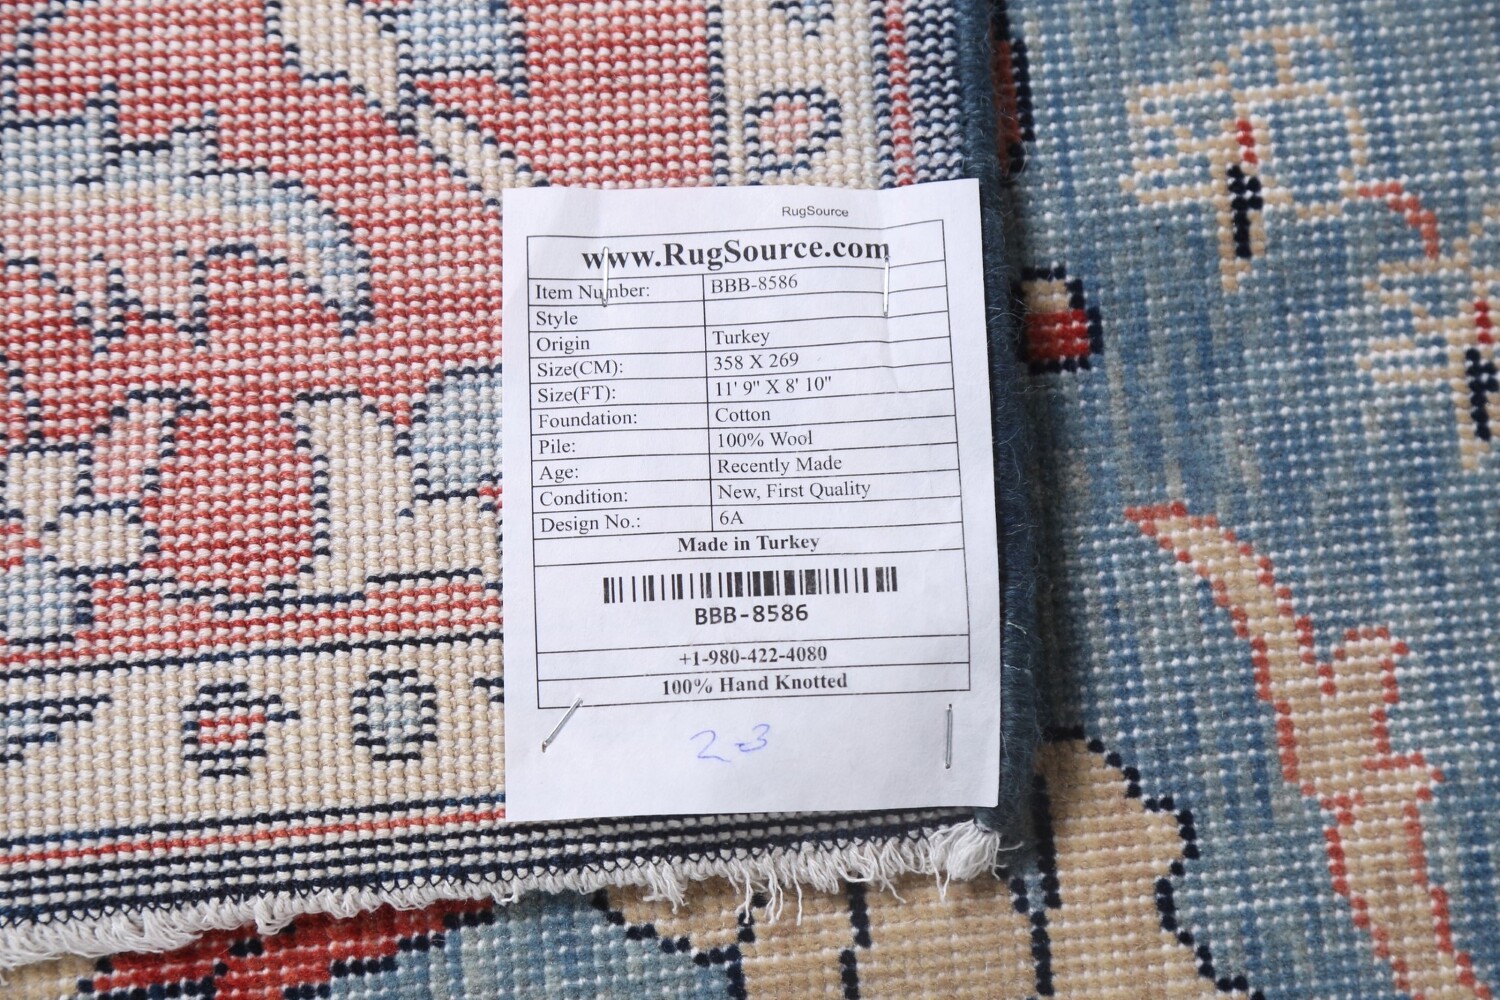 RugSource
www.RugSource.com
Item Number: BBB-8586
Style
Origin Turkey
Size(CM): 358 X 269
Size(FT): 11' 9" X 8' 10"
Foundation: Cotton
Pile: 100% Wool
Age: Recently Made
Condition: New, First Quality
Design No.: 6A
Made in Turkey
BBB-8586
+1-980-422-4080
100% Hand Knotted
2-3